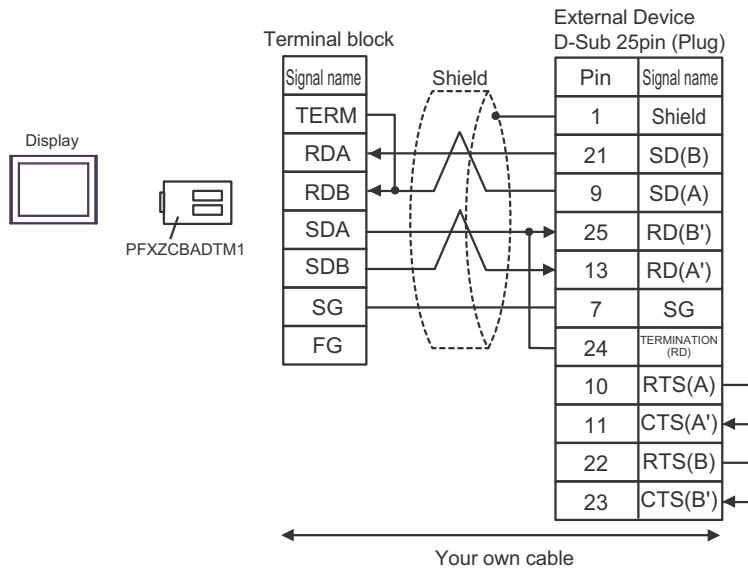 External Device
D-Sub 25pin (Plug)
Terminal block
Signal name
Shield
Pin Signal name
TERM
1 Shield
RDA
21 SD(B)
RDB
9 SD(A)
SDA
25 RD(B')
SDB
13 RD(A')
SG
7 SG
FG
24 TERMINATION (RD)
10 RTS(A)
11 CTS(A')
22 RTS(B)
23 CTS(B')
Display
PFXZCBADTM1
Your own cable